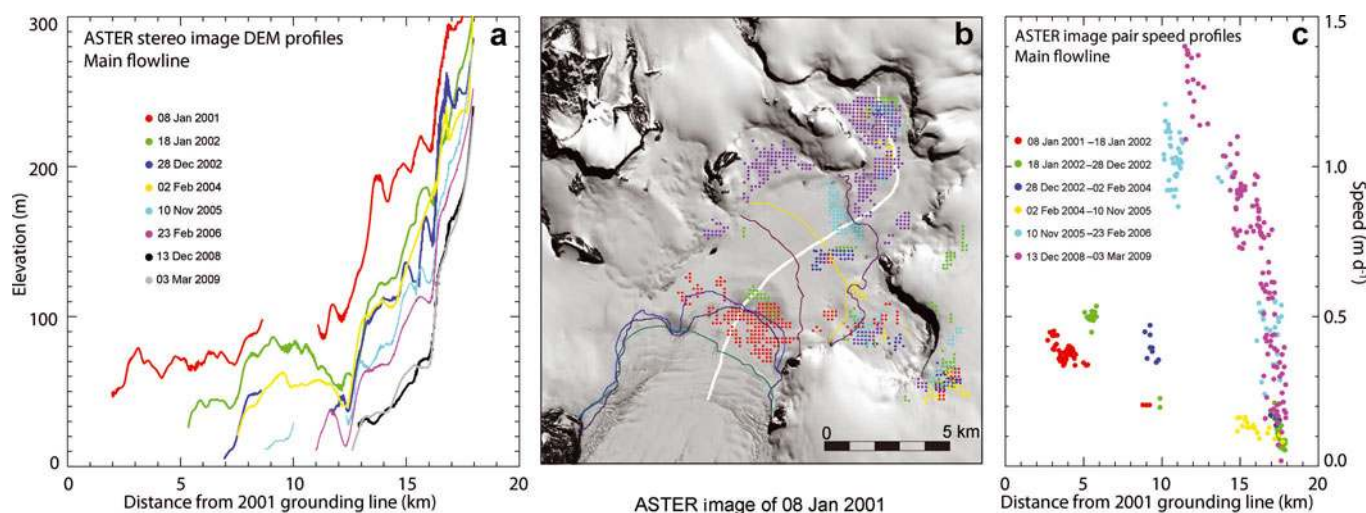 ASTER stereo image DEM profiles
Main flowline
a
08 Jan 2001
18 Jan 2002
28 Dec 2002
02 Feb 2004
10 Nov 2005
23 Feb 2006
13 Dec 2008
03 Mar 2009
300
200
100
0
Elevation (m)
0 5 10 15 20
Distance from 2001 grounding line (km)
b
0 5 km
ASTER image of 08 Jan 2001
ASTER image pair speed profiles
Main flowline
c
08 Jan 2001 –18 Jan 2002
18 Jan 2002–28 Dec 2002
28 Dec 2002–02 Feb 2004
02 Feb 2004–10 Nov 2005
10 Nov 2005–23 Feb 2006
13 Dec 2008–03 Mar 2009
1.5
1.0
0.5
0.0
Speed (m d⁻¹)
0 5 10 15 20
Distance from 2001 grounding line (km)